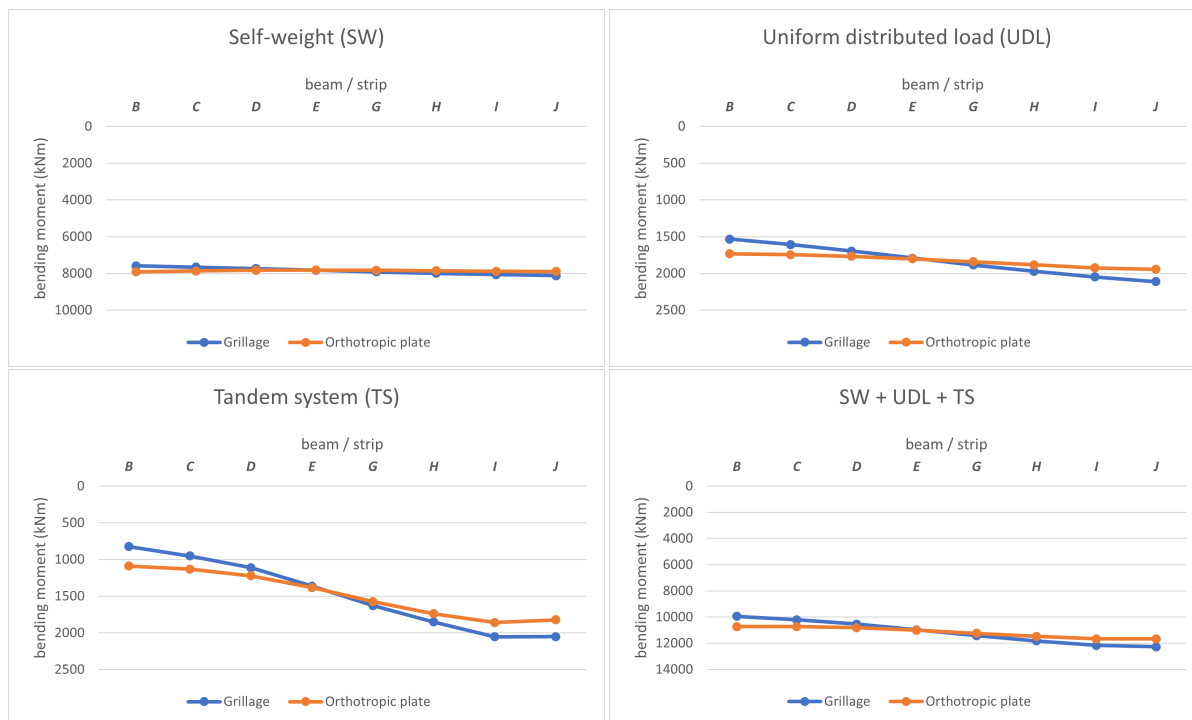 Self-weight (SW)
beam / strip
B C D E G H I J
bending moment (kNm)
0
2000
4000
6000
8000
10000
Grillage Orthotropic plate
Uniform distributed load (UDL)
beam / strip
B C D E G H I J
bending moment (kNm)
0
500
1000
1500
2000
2500
Grillage Orthotropic plate
Tandem system (TS)
beam / strip
B C D E G H I J
bending moment (kNm)
0
500
1000
1500
2000
2500
Grillage Orthotropic plate
SW + UDL + TS
beam / strip
B C D E G H I J
bending moment (kNm)
0
2000
4000
6000
8000
10000
12000
14000
Grillage Orthotropic plate